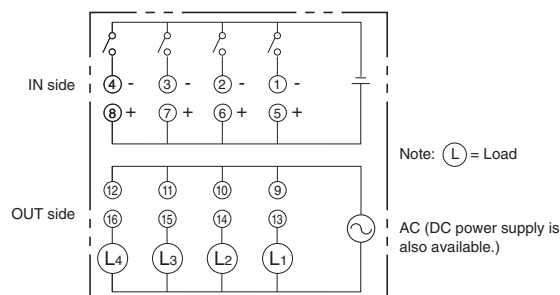 4 - 3 - 2 - 1 -
IN side
8 + 7 + 6 + 5 +
Note: L = Load
12 11 10 9
OUT side
16 15 14 13
AC (DC power supply is
also available.)
L4 L3 L2 L1